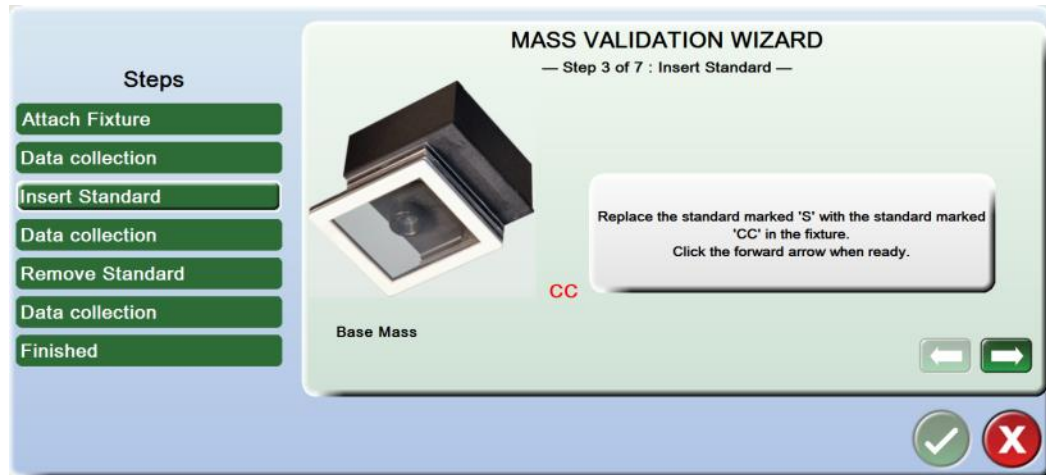 MASS VALIDATION WIZARD
— Step 3 of 7 : Insert Standard —
Steps
Attach Fixture
Data collection
Insert Standard
Data collection
Remove Standard
Data collection
Finished
Replace the standard marked 'S' with the standard marked
'CC' in the fixture.
Click the forward arrow when ready.
CC
Base Mass